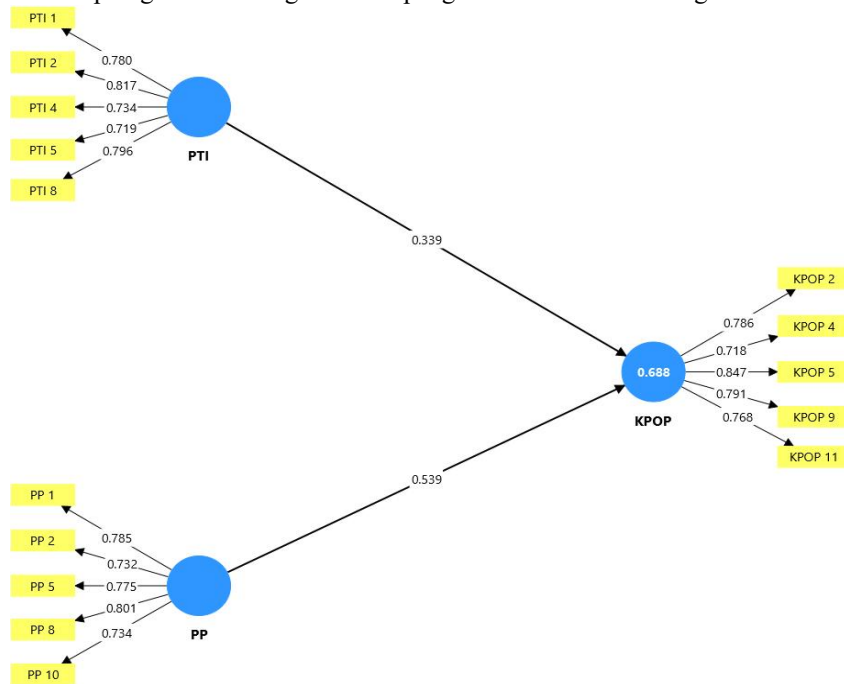 PTI 1
0.780
PTI 2
0.817
PTI 4
0.734
PTI 5
0.719
PTI 8
0.796
PTI
0.339
KPOP 2
0.786
KPOP 4
0.718
KPOP 5
0.847
0.688
KPOP 9
0.791
KPOP
0.768
KPOP 11
0.539
PP 1
0.785
PP 2
0.732
PP 5
0.775
PP 8
0.801
PP
0.734
PP 10